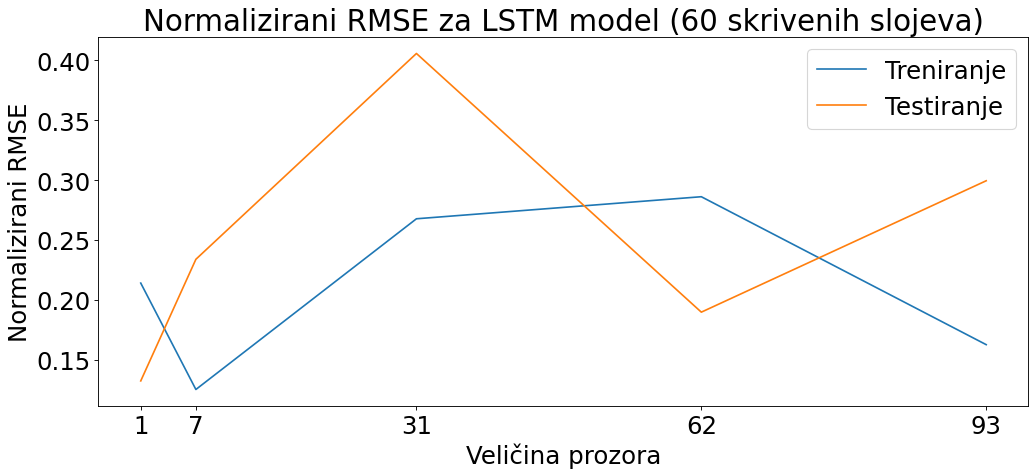 Normalizirani RMSE za LSTM model (60 skrivenih slojeva)
Treniranje
Testiranje
Normalizirani RMSE
0.40
0.35
0.30
0.25
0.20
0.15
1 7 31 62 93
Veličina prozora